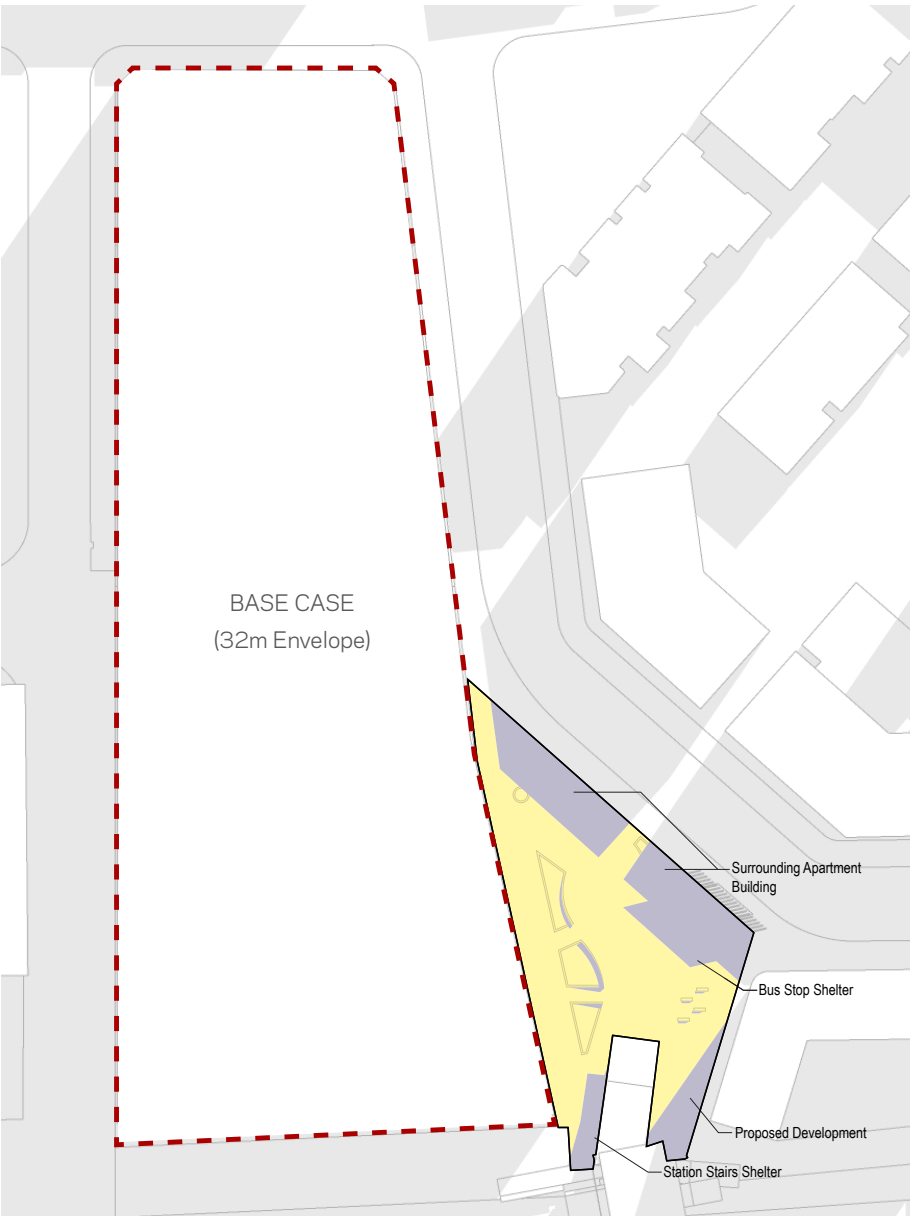 BASE CASE
(32m Envelope)
Surrounding Apartment
Building
Bus Stop Shelter
Proposed Development
Station Stairs Shelter